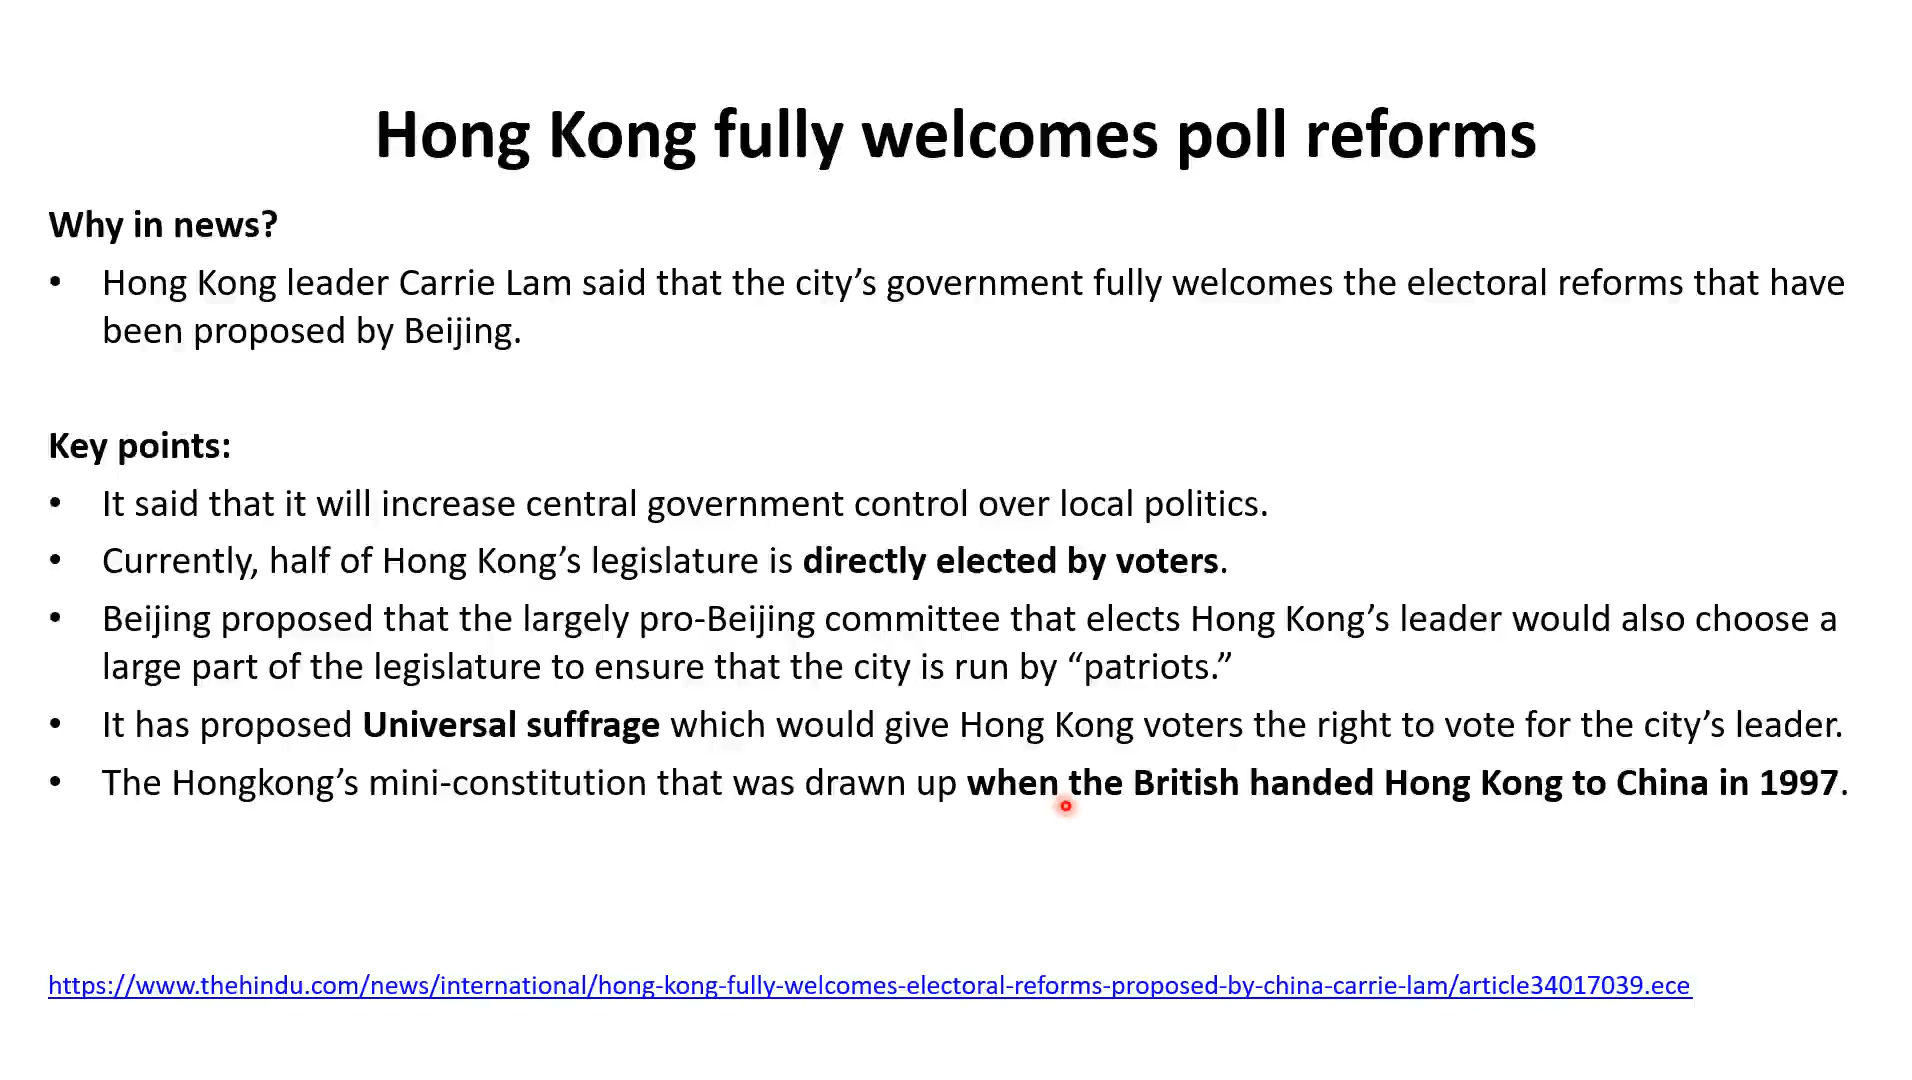 Hong Kong fully welcomes poll reforms
Why in news?
• Hong Kong leader Carrie Lam said that the city’s government fully welcomes the electoral reforms that have
been proposed by Beijing.
Key points:
• It said that it will increase central government control over local politics.
• Currently, half of Hong Kong’s legislature is directly elected by voters.
• Beijing proposed that the largely pro-Beijing committee that elects Hong Kong’s leader would also choose a
large part of the legislature to ensure that the city is run by “patriots.”
• It has proposed Universal suffrage which would give Hong Kong voters the right to vote for the city’s leader.
• The Hongkong’s mini-constitution that was drawn up when the British handed Hong Kong to China in 1997.
https://www.thehindu.com/news/international/hong-kong-fully-welcomes-electoral-reforms-proposed-by-china-carrie-lam/article34017039.ece